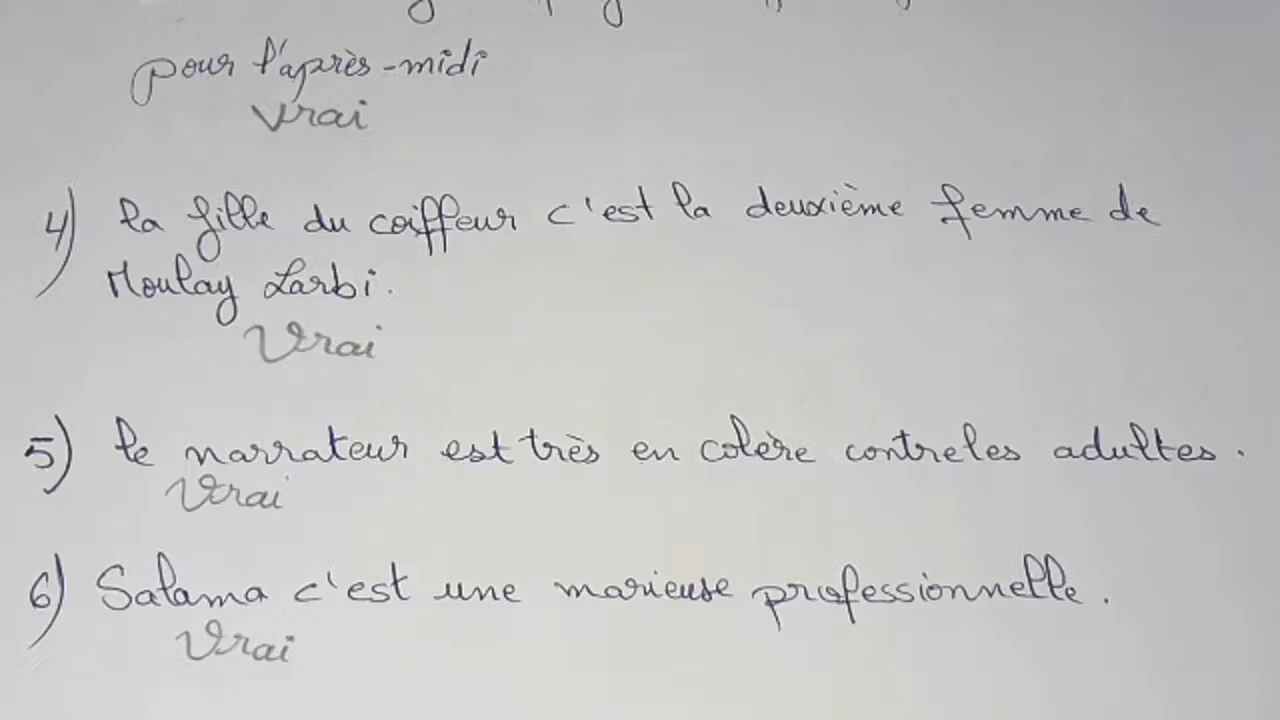 pour l'après-midi
Vrai
4) la fille du coiffeur c'est la deuxième femme de
Moulay Larbi.
Vrai
5) le narrateur est très en colère contre les adultes.
Vrai
6) Salama c'est une marieuse professionnelle.
Vrai